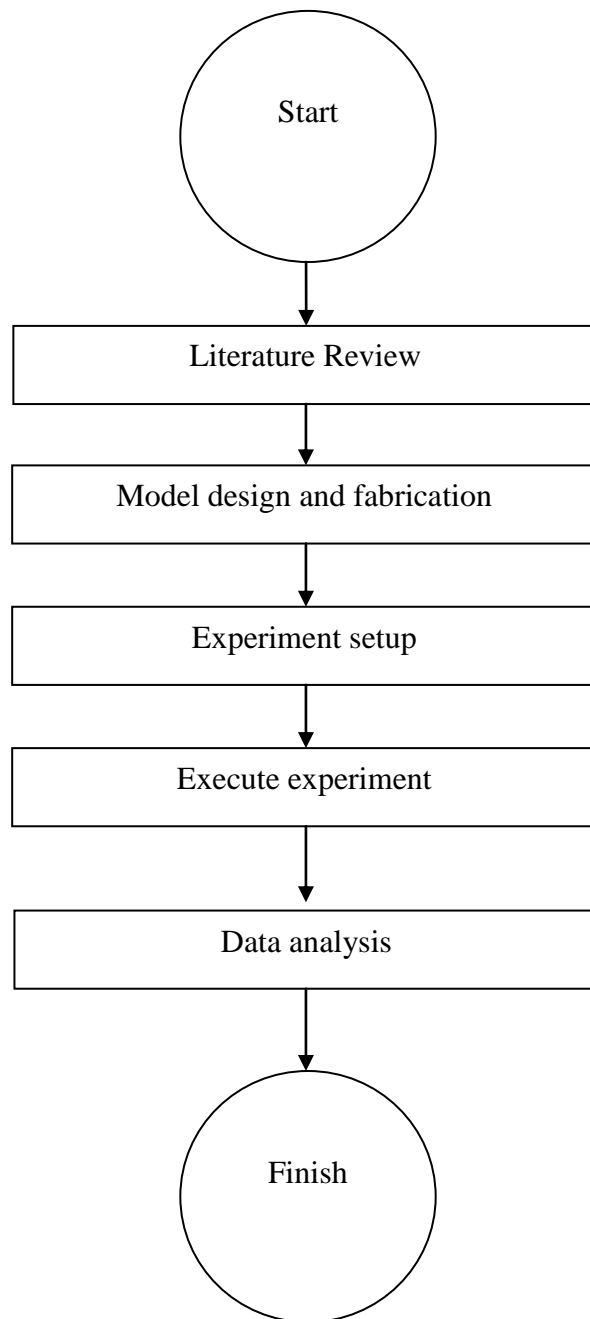 Start
Literature Review
Model design and fabrication
Experiment setup
Execute experiment
Data analysis
Finish